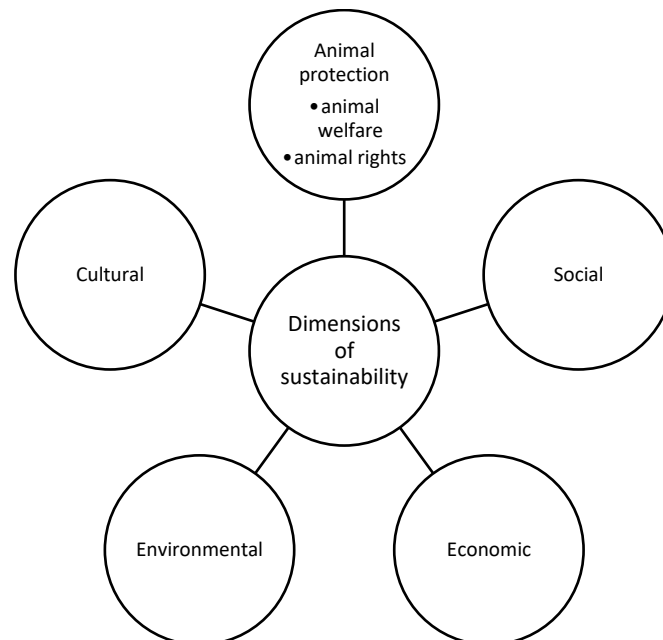 Animal
protection
•animal
welfare
•animal rights
Cultural
Social
Dimensions
of
sustainability
Environmental
Economic